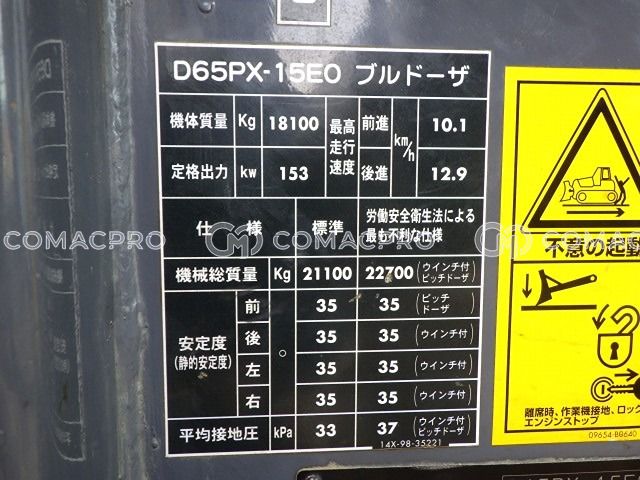 D65PX-15E0 ブルドーザ
機体質量 Kg 18100 最高走行速度 前進 km/h 10.1
定格出力 kw 153 後進 12.9
仕様 標準 労働安全衛生法による最も不利な仕様
機械総質量 Kg 21100 22700 (ウインチ付ピッチドーザ)
安定度(静的安定度) ° 前 35 35 (ピッチドーザ)
後 35 35 (ウインチ付)
左 35 35 (ウインチ付)
右 35 35 (ウインチ付)
平均接地圧 kPa 33 37 (ウインチ付ピッチドーザ)
14X-98-35221
不意の起動
離席時、作業機接地、ロック
エンジンストップ
09654-B0640
COMACPRO COMACPRO COMACPRO